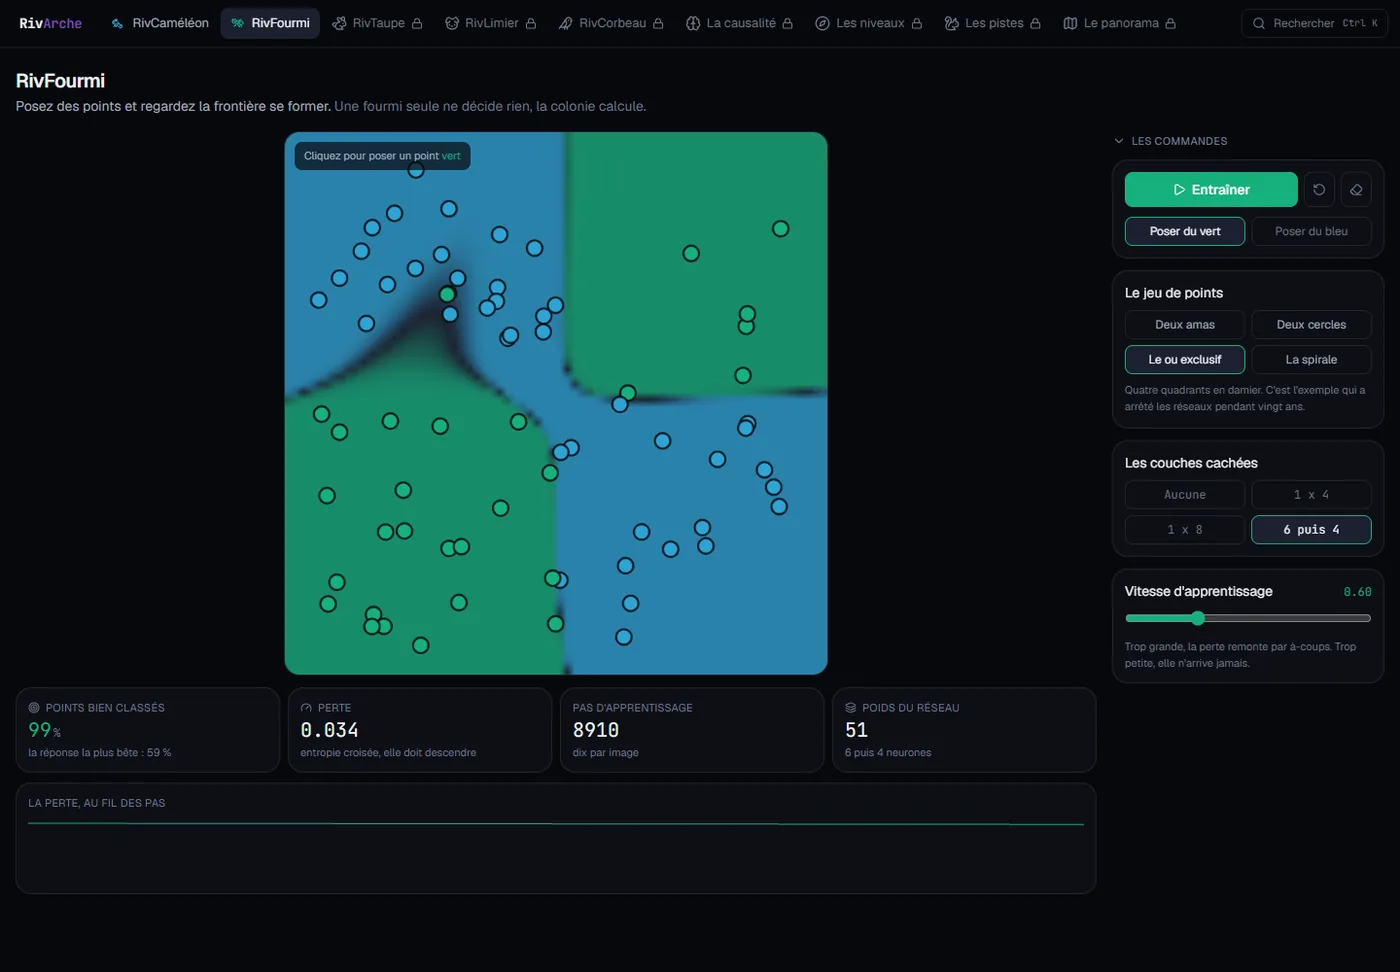 RivArche RivCaméléon RivFourmi RivTaupe RivLimier RivCorbeau La causalité Les niveaux Les pistes Le panorama Rechercher Ctrl K
RivFourmi
Posez des points et regardez la frontière se former. Une fourmi seule ne décide rien, la colonie calcule.
Cliquez pour poser un point vert
LES COMMANDES
Entraîner
Poser du vert Poser du bleu
Le jeu de points
Deux amas Deux cercles
Le ou exclusif La spirale
Quatre quadrants en damier. C'est l'exemple qui a
arrêté les réseaux pendant vingt ans.
Les couches cachées
Aucune 1 x 4
1 x 8 6 puis 4
Vitesse d'apprentissage 0.60
Trop grande, la perte remonte par à-coups. Trop
petite, elle n'arrive jamais.
POINTS BIEN CLASSÉS
99%
la réponse la plus bête : 59 %
PERTE
0.034
entropie croisée, elle doit descendre
PAS D'APPRENTISSAGE
8910
dix par image
POIDS DU RÉSEAU
51
6 puis 4 neurones
LA PERTE, AU FIL DES PAS